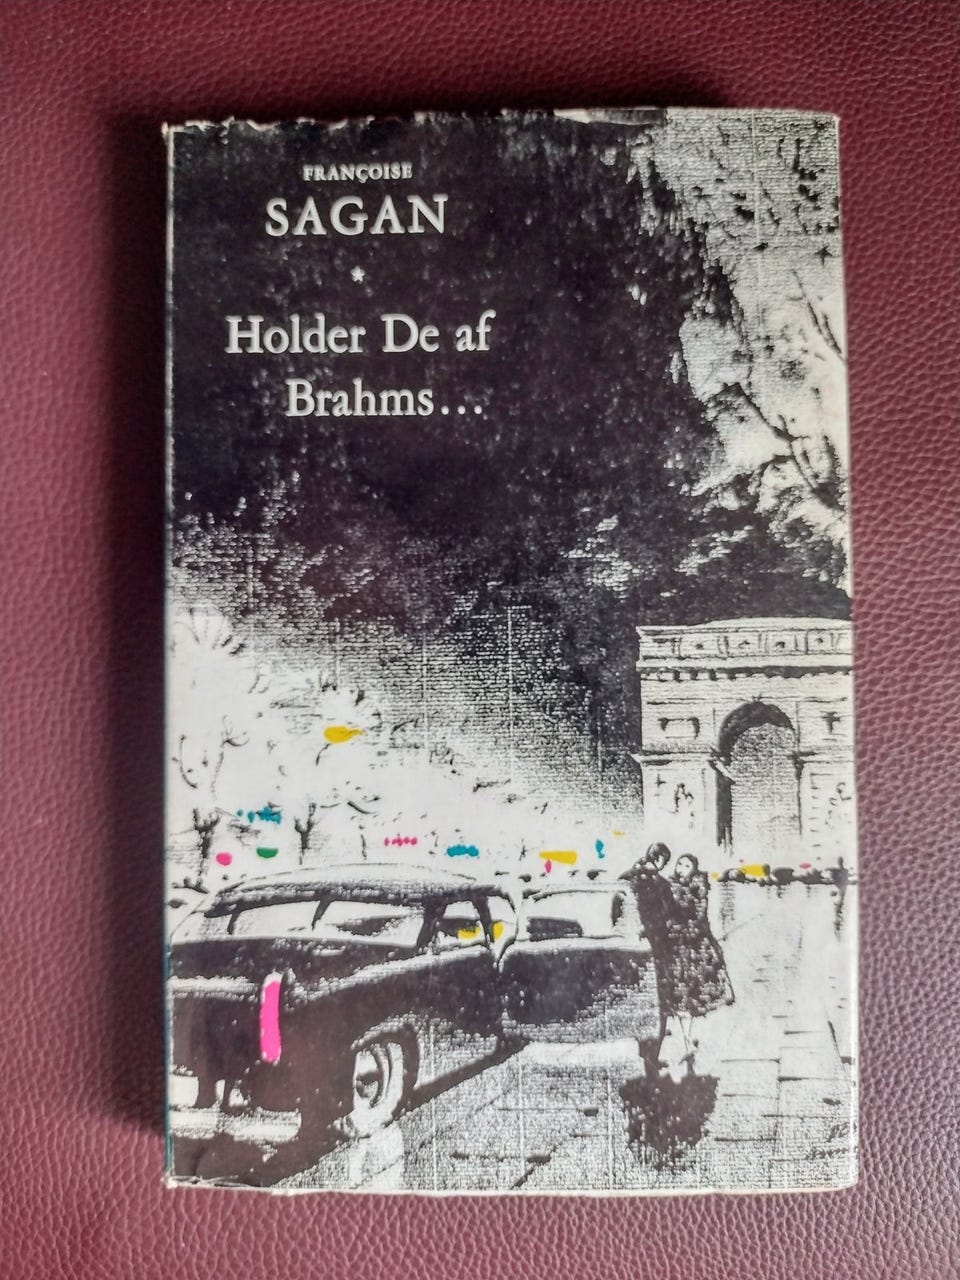 FRANÇOISE
SAGAN
*
Holder De af
Brahms...